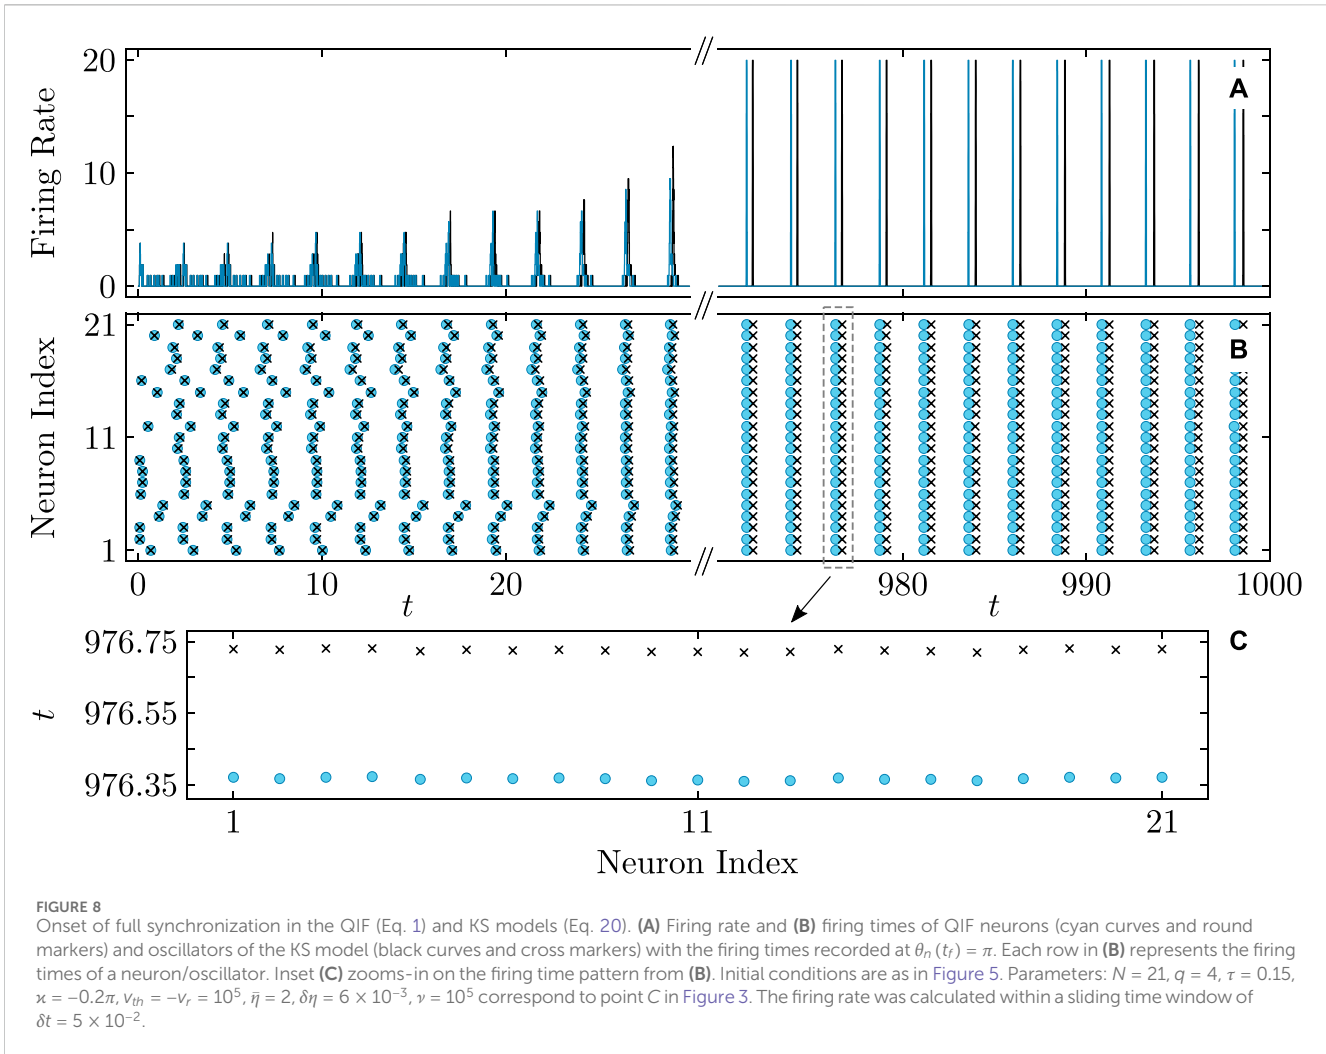 20
10
0
Firing Rate
A
21
11
1
Neuron Index
B
0 10 20 980 990 1000
t t
976.75
976.55
976.35
t
C
1 11 21
Neuron Index
FIGURE 8
Onset of full synchronization in the QIF (Eq. 1) and KS models (Eq. 20). (A) Firing rate and (B) firing times of QIF neurons (cyan curves and round
markers) and oscillators of the KS model (black curves and cross markers) with the firing times recorded at θₙ (t_f) = π. Each row in (B) represents the firing
times of a neuron/oscillator. Inset (C) zooms-in on the firing time pattern from (B). Initial conditions are as in Figure 5. Parameters: N = 21, q = 4, τ = 0.15,
ϰ = −0.2π, v_th = −v_r = 10⁵, η̄ = 2, δη = 6 × 10⁻³, ν = 10⁵ correspond to point C in Figure 3. The firing rate was calculated within a sliding time window of
δt = 5 × 10⁻².